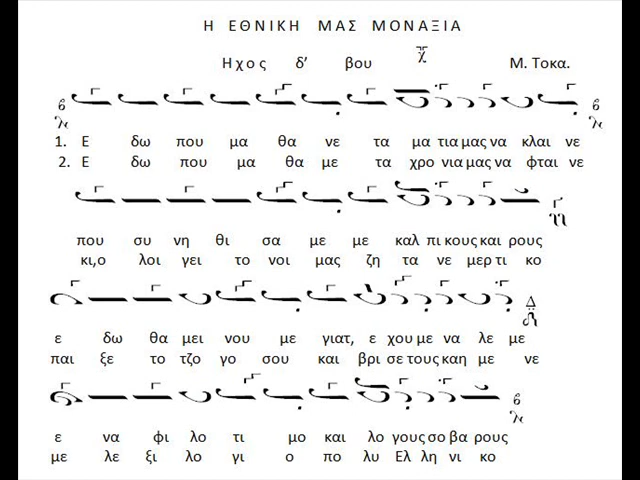 Η ΕΘΝΙΚΗ ΜΑΣ ΜΟΝΑΞΙΑ
Ηχος δ' βου Μ. Τοκα.
1. Ε δω που μα θα νε τα μα τια μας να κλαι νε
2. Ε δω που μα θα με τα χρο νια μας να φται νε
που συ νη θι σα με με καλ πι κους και ρους
κι,ο λοι γει το νοι μας ζη τα νε μερ τι κο
ε δω θα μει νου με γιατ, ε χου με να λε με
παι ξε το τζο γο σου και βρι σε τους καη με νε
ε να φι λο τι μο και λο γους σο βα ρους
με λε ξι λο γι ο πο λυ Ελ λη νι κο